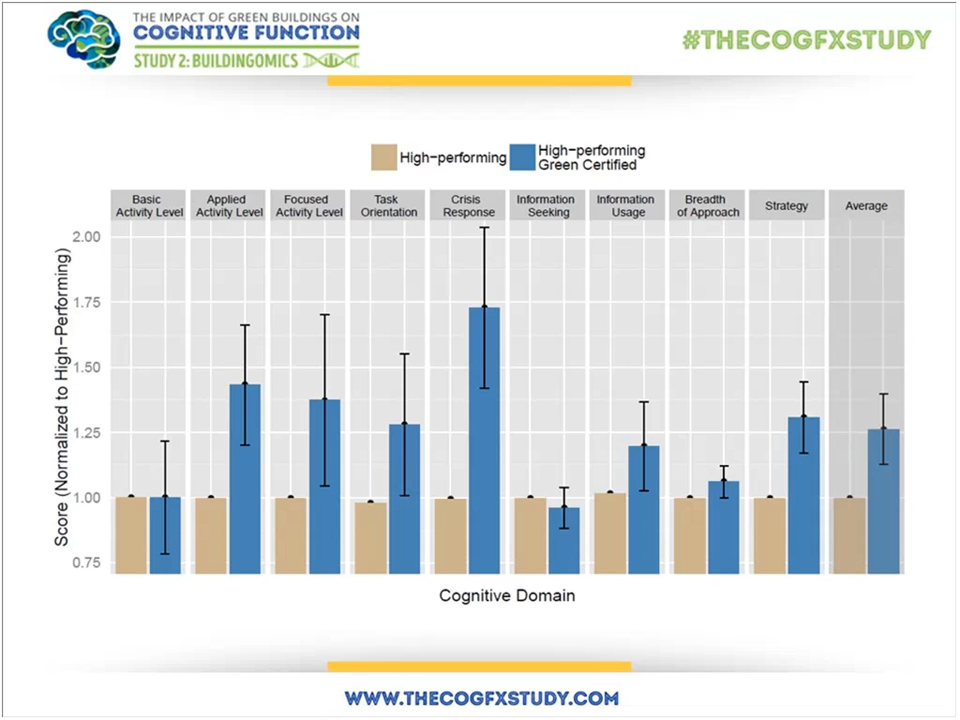 THE IMPACT OF GREEN BUILDINGS ON
COGNITIVE FUNCTION
STUDY 2: BUILDINGOMICS
#THECOGFXSTUDY
High-performing
High-performing
Green Certified
Basic
Activity Level
Applied
Activity Level
Focused
Activity Level
Task
Orientation
Crisis
Response
Information
Seeking
Information
Usage
Breadth
of Approach
Strategy
Average
Score (Normalized to High-Performing)
2.00
1.75
1.50
1.25
1.00
0.75
Cognitive Domain
WWW.THECOGFXSTUDY.COM